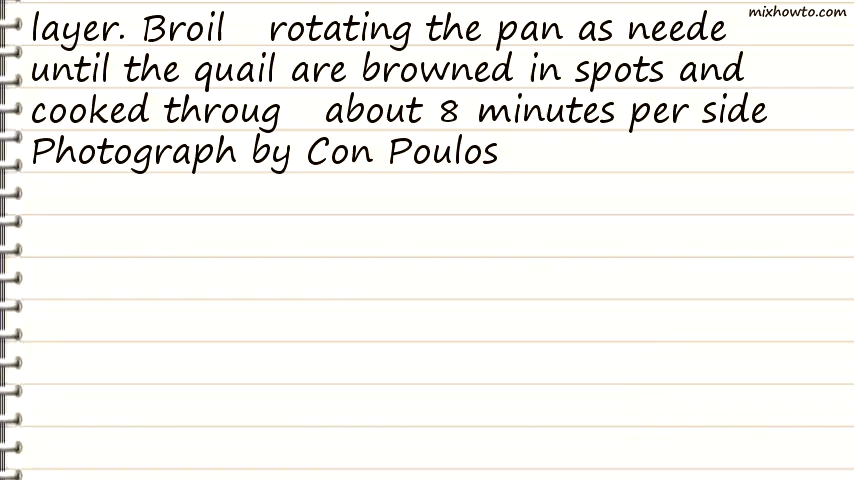 mixhowto.com
layer. Broil rotating the pan as neede
until the quail are browned in spots and
cooked throug about 8 minutes per side
Photograph by Con Poulos